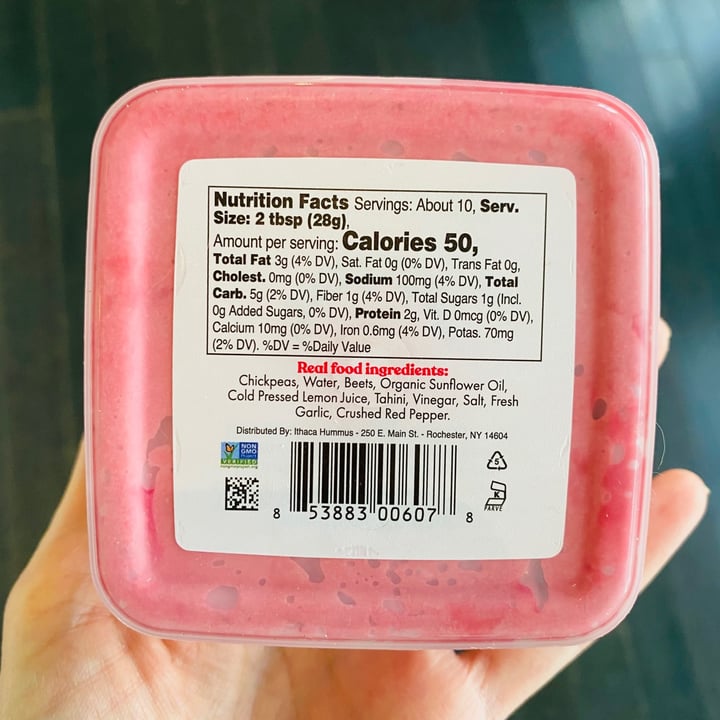 Nutrition Facts Servings: About 10, Serv.
Size: 2 tbsp (28g),
Amount per serving: Calories 50,
Total Fat 3g (4% DV), Sat. Fat 0g (0% DV), Trans Fat 0g,
Cholest. 0mg (0% DV), Sodium 100mg (4% DV), Total
Carb. 5g (2% DV), Fiber 1g (4% DV), Total Sugars 1g (Incl.
0g Added Sugars, 0% DV), Protein 2g, Vit. D 0mcg (0% DV),
Calcium 10mg (0% DV), Iron 0.6mg (4% DV), Potas. 70mg
(2% DV). %DV = %Daily Value
Real food ingredients:
Chickpeas, Water, Beets, Organic Sunflower Oil,
Cold Pressed Lemon Juice, Tahini, Vinegar, Salt, Fresh
Garlic, Crushed Red Pepper.
Distributed By: Ithaca Hummus - 250 E. Main St. - Rochester, NY 14604
NON
GMO
Project
VERIFIED
nongmoproject.org
5
K
PARVE
8 53883 00607 8